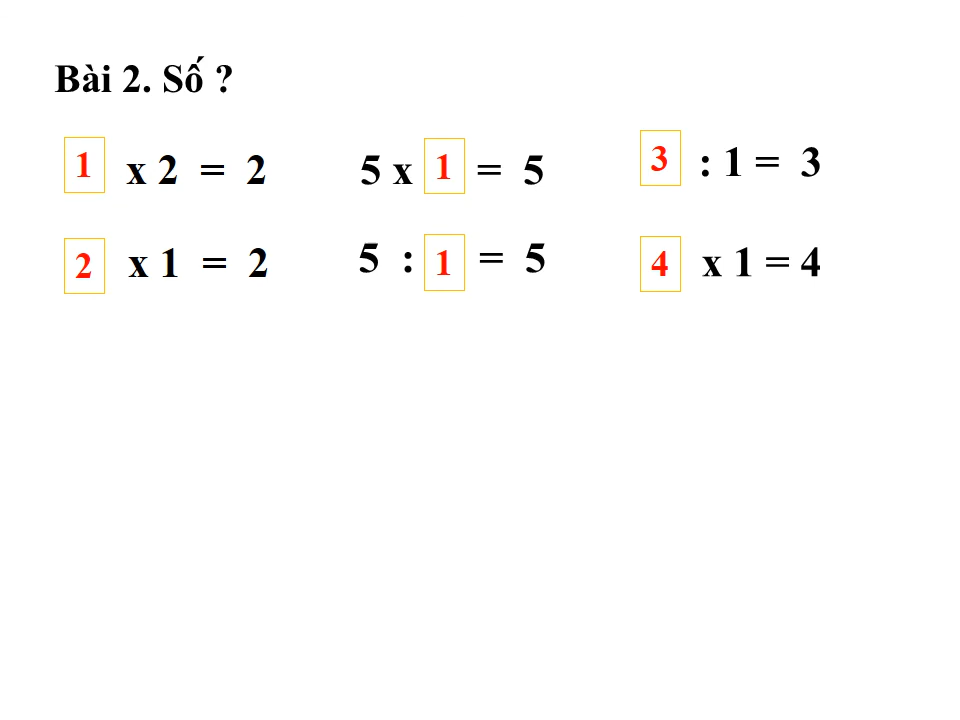 Bài 2. Số ?
1 x 2 = 2 5 x 1 = 5 3 : 1 = 3
2 x 1 = 2 5 : 1 = 5 4 x 1 = 4